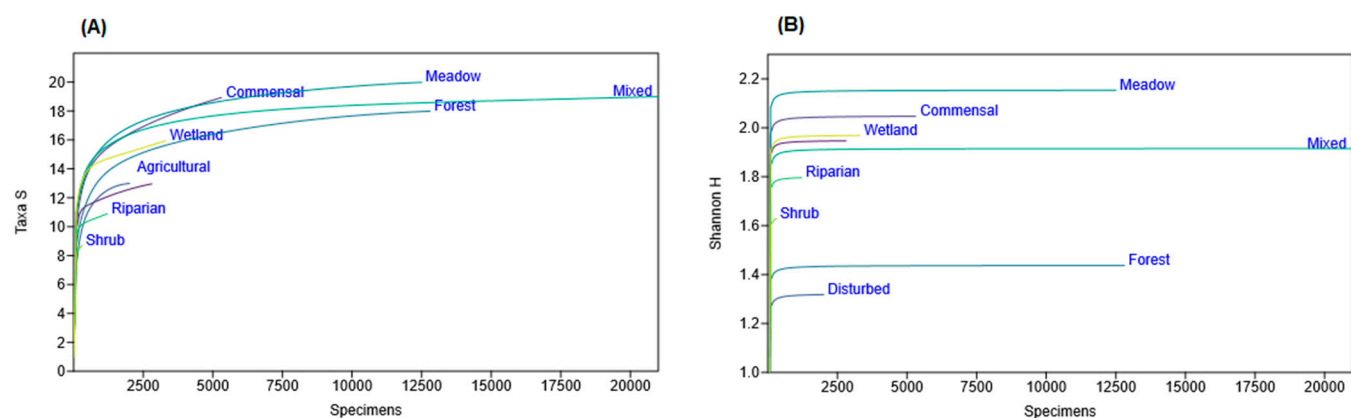 (A)
Taxa S
20
18
16
14
12
10
8
6
4
2
0
Meadow
Commensal
Mixed
Forest
Wetland
Agricultural
Riparian
Shrub
2500 5000 7500 10000 12500 15000 17500 20000
Specimens
(B)
Shannon H
2.2
2.0
1.8
1.6
1.4
1.2
1.0
Meadow
Commensal
Wetland
Mixed
Riparian
Shrub
Forest
Disturbed
2500 5000 7500 10000 12500 15000 17500 20000
Specimens